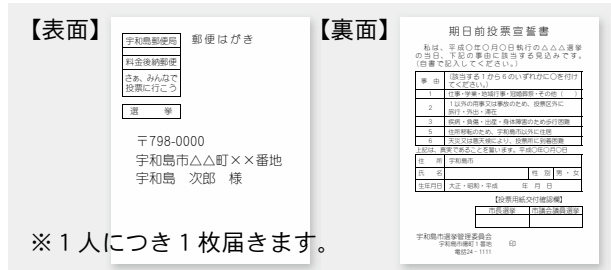 【表面】
宇和島郵便局
郵便はがき
料金後納郵便
さぁ、みんなで
投票に行こう
選 挙
〒798-0000
宇和島市△△町××番地
宇和島 次郎 様
※1人につき1枚届きます。
【裏面】
期日前投票宣誓書
私は、平成○年○月○日執行の△△△選挙
の当日、下記の事由に該当する見込みです。
(自書で記入してください。)
事 由
(該当する1から6のいずれかに○を付け
てください。)
1 仕事・学業・地域行事・冠婚葬祭・その他( )
2 1以外の用事又は事故のため、投票区外に
旅行・外出・滞在
3 疾病・負傷・出産・身体障害のため歩行困難
5 住所移転のため、宇和島市以外に住居
6 天災又は悪天候により、投票所に到着困難
上記は、真実であることを誓います。平成○年○月○日
住 所 宇和島市
氏 名 性 別 男・女
生年月日 大正・昭和・平成 年 月 日
【投票用紙交付確認欄】
市長選挙 市議会議員選挙
宇和島市選挙管理委員会
宇和島市曙町1番地 印
電話24‐1111